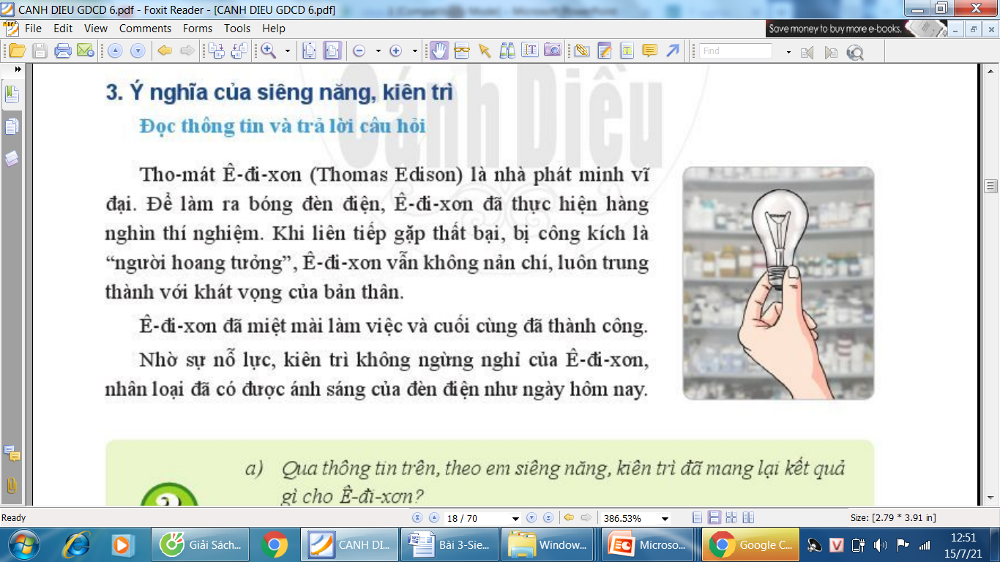 CANH DIEU GDCD 6.pdf - Foxit Reader - [CANH DIEU GDCD 6.pdf]
File Edit View Comments Forms Tools Help
Save money to buy more e-books.
Find
Cánh Diều
3. Ý nghĩa của siêng năng, kiên trì
Đọc thông tin và trả lời câu hỏi
Tho-mát Ê-đi-xơn (Thomas Edison) là nhà phát minh vĩ
đại. Để làm ra bóng đèn điện, Ê-đi-xơn đã thực hiện hàng
nghìn thí nghiệm. Khi liên tiếp gặp thất bại, bị công kích là
“người hoang tưởng”, Ê-đi-xơn vẫn không nản chí, luôn trung
thành với khát vọng của bản thân.
Ê-đi-xơn đã miệt mài làm việc và cuối cùng đã thành công.
Nhờ sự nỗ lực, kiên trì không ngừng nghỉ của Ê-đi-xơn,
nhân loại đã có được ánh sáng của đèn điện như ngày hôm nay.
a) Qua thông tin trên, theo em siêng năng, kiên trì đã mang lại kết quả
gì cho Ê-đi-xơn?
Ready
18 / 70
386.53%
Size: [2.79 * 3.91 in]
Giải Sách...
CANH DI...
Bài 3-Sie...
Window...
Microso...
Google C...
12:51
15/7/21